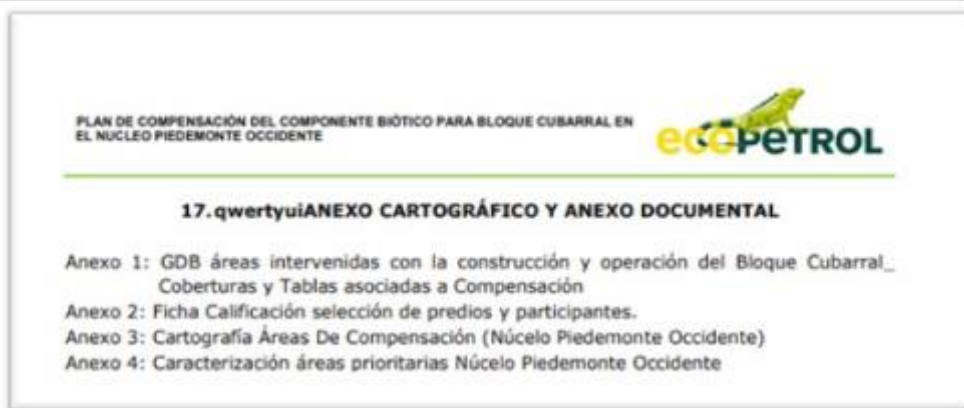 PLAN DE COMPENSACIÓN DEL COMPONENTE BIÓTICO PARA BLOQUE CUBARRAL EN
EL NUCLEO PIEDEMONTE OCCIDENTE
ecopetrol
17.qwertyuiANEXO CARTOGRÁFICO Y ANEXO DOCUMENTAL
Anexo 1: GDB áreas intervenidas con la construcción y operación del Bloque Cubarral_
Coberturas y Tablas asociadas a Compensación
Anexo 2: Ficha Calificación selección de predios y participantes.
Anexo 3: Cartografía Áreas De Compensación (Núcleo Piedemonte Occidente)
Anexo 4: Caracterización áreas prioritarias Núcelo Piedemonte Occidente